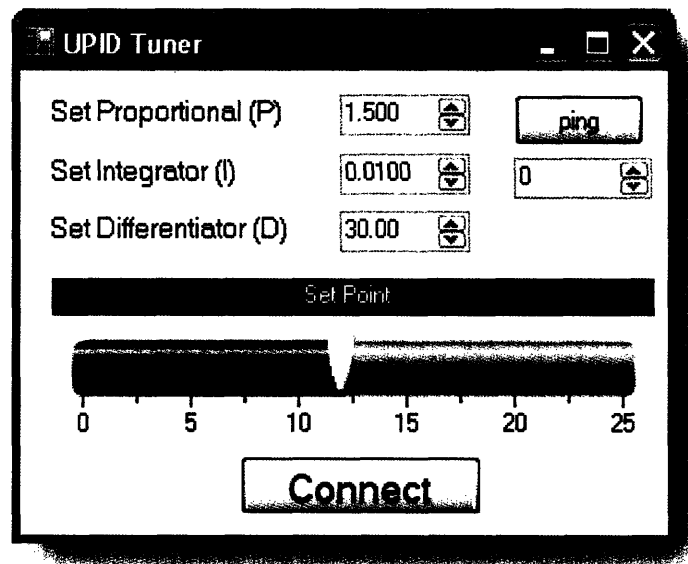 UPID Tuner
Set Proportional (P) 1.500 ping
Set Integrator (I) 0.0100 0
Set Differentiator (D) 30.00
Set Point
0 5 10 15 20 25
Connect